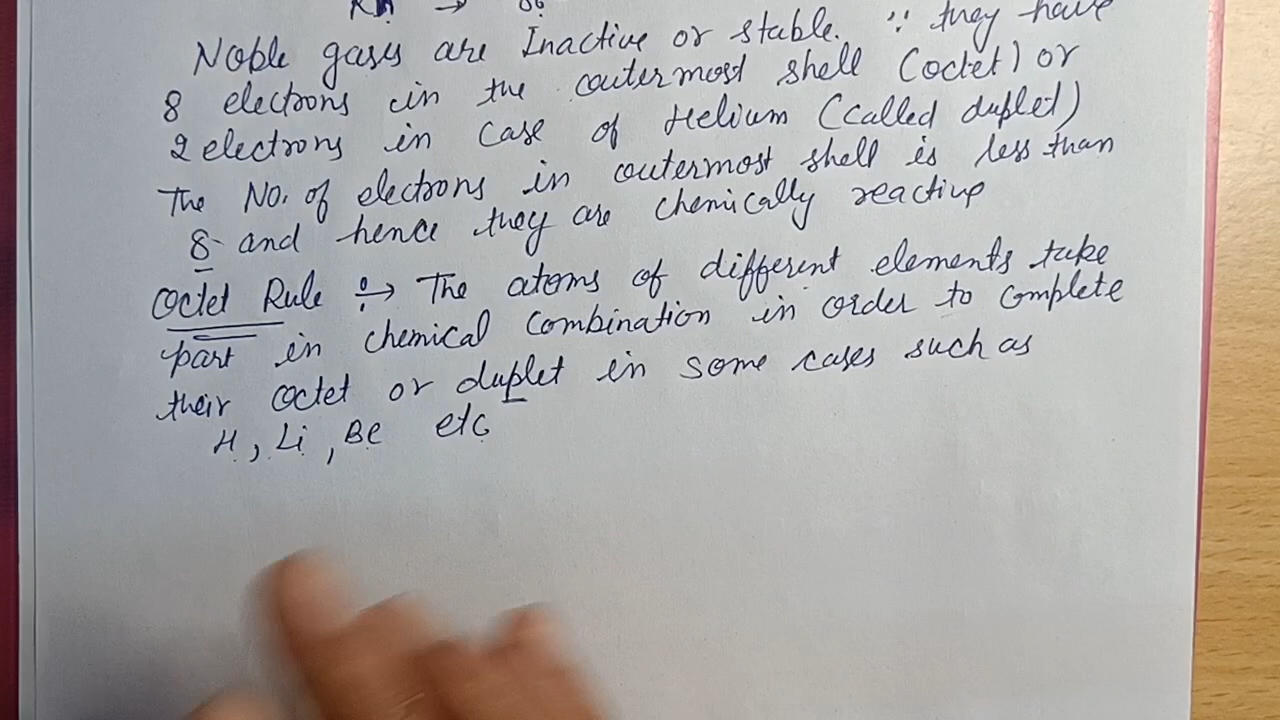 Rn → 86
Noble gases are Inactive or stable. ∵ they have
8 electrons in the outermost shell (octet) or
2 electrons in case of Helium (called duplet)
The No. of electrons in outermost shell is less than
8 and hence they are chemically reactive
Octet Rule :→ The atoms of different elements take
part in chemical combination in order to complete
their octet or duplet in some cases such as
H, Li, Be etc